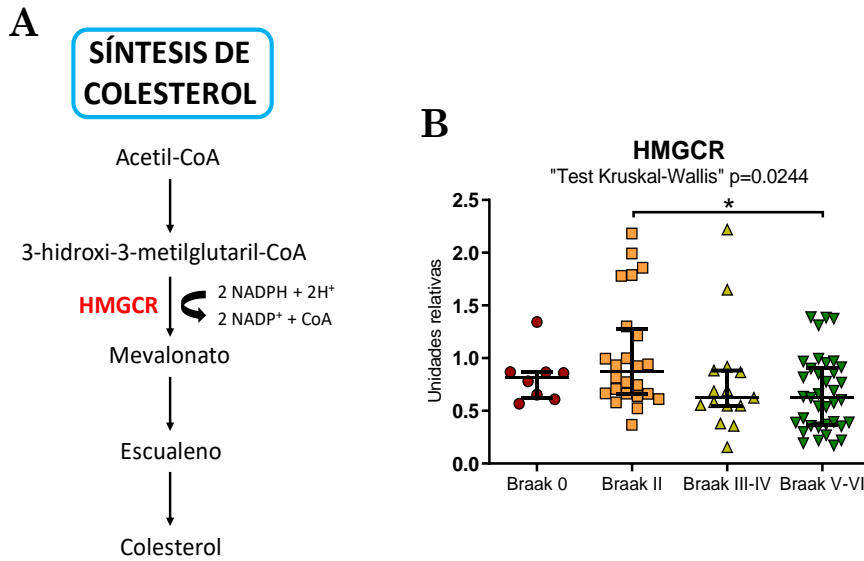 A
SÍNTESIS DE
COLESTEROL
Acetil-CoA
3-hidroxi-3-metilglutaril-CoA
HMGCR
2 NADPH + 2H⁺
2 NADP⁺ + CoA
Mevalonato
Escualeno
Colesterol
B
HMGCR
"Test Kruskal-Wallis" p=0.0244
*
Unidades relativas
2.5
2.0
1.5
1.0
0.5
0.0
Braak 0 Braak II Braak III-IV Braak V-VI